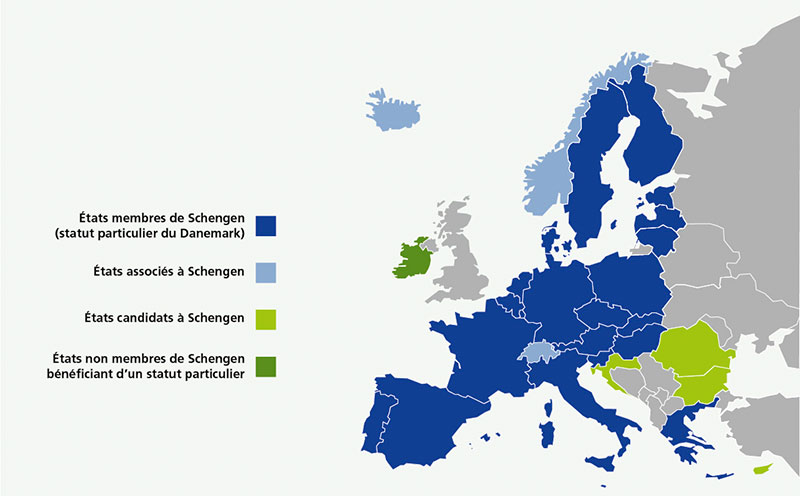 États membres de Schengen
(statut particulier du Danemark)
États associés à Schengen
États candidats à Schengen
États non membres de Schengen
bénéficiant d’un statut particulier